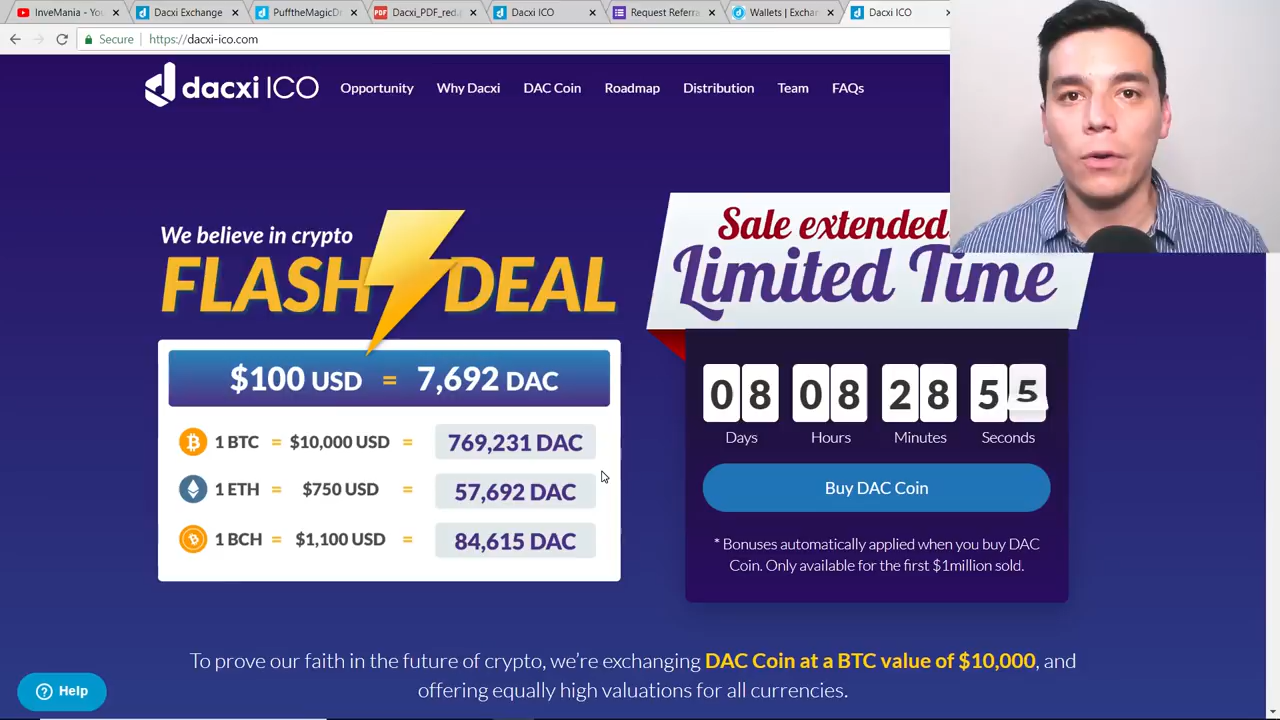 InveMania - Yo
Dacxi Exchange
PufftheMagicDr
Dacxi_PDF_red
Dacxi ICO
Request Referra
Wallets | Exchan
Dacxi ICO
Secure
https://dacxi-ico.com
dacxi ICO
Opportunity
Why Dacxi
DAC Coin
Roadmap
Distribution
Team
FAQs
We believe in crypto
FLASH DEAL
$100 USD = 7,692 DAC
1 BTC = $10,000 USD = 769,231 DAC
1 ETH = $750 USD = 57,692 DAC
1 BCH = $1,100 USD = 84,615 DAC
Sale extended
Limited Time
08 08 28 55
Days Hours Minutes Seconds
Buy DAC Coin
* Bonuses automatically applied when you buy DAC
Coin. Only available for the first $1million sold.
To prove our faith in the future of crypto, we’re exchanging DAC Coin at a BTC value of $10,000, and
offering equally high valuations for all currencies.
Help